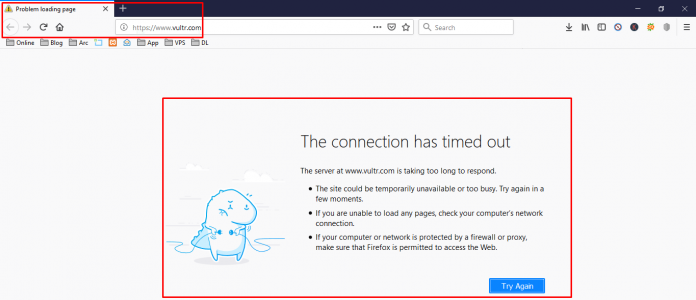 Problem loading page
https://www.vultr.com
Search
Online Blog Arc App VPS DL
The connection has timed out
The server at www.vultr.com is taking too long to respond.
The site could be temporarily unavailable or too busy. Try again in a
few moments.
If you are unable to load any pages, check your computer's network
connection.
If your computer or network is protected by a firewall or proxy,
make sure that Firefox is permitted to access the Web.
Try Again